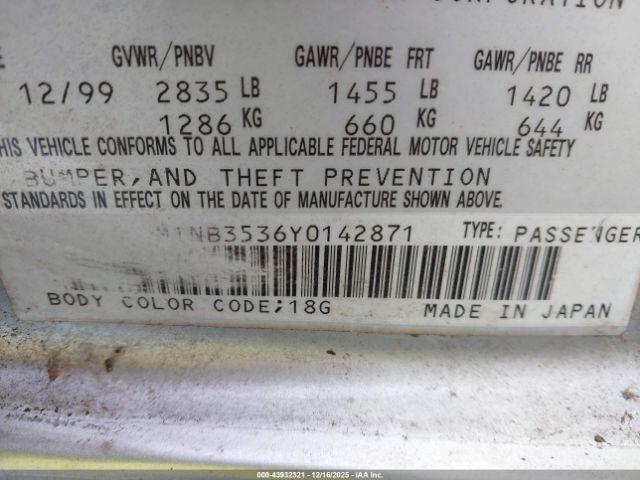 CORPORATION
GVWR/PNBV GAWR/PNBE FRT GAWR/PNBE RR
12/99 2835 LB 1455 LB 1420 LB
1286 KG 660 KG 644 KG
THIS VEHICLE CONFORMS TO ALL APPLICABLE FEDERAL MOTOR VEHICLE SAFETY
BUMPER, AND THEFT PREVENTION
STANDARDS IN EFFECT ON THE DATE OF MANUFACTURE SHOWN ABOVE.
M1NB3536Y0142871 TYPE: PASSENGER
BODY COLOR CODE;18G MADE IN JAPAN
000-43932321 | 12/16/2025 — IAA Inc.